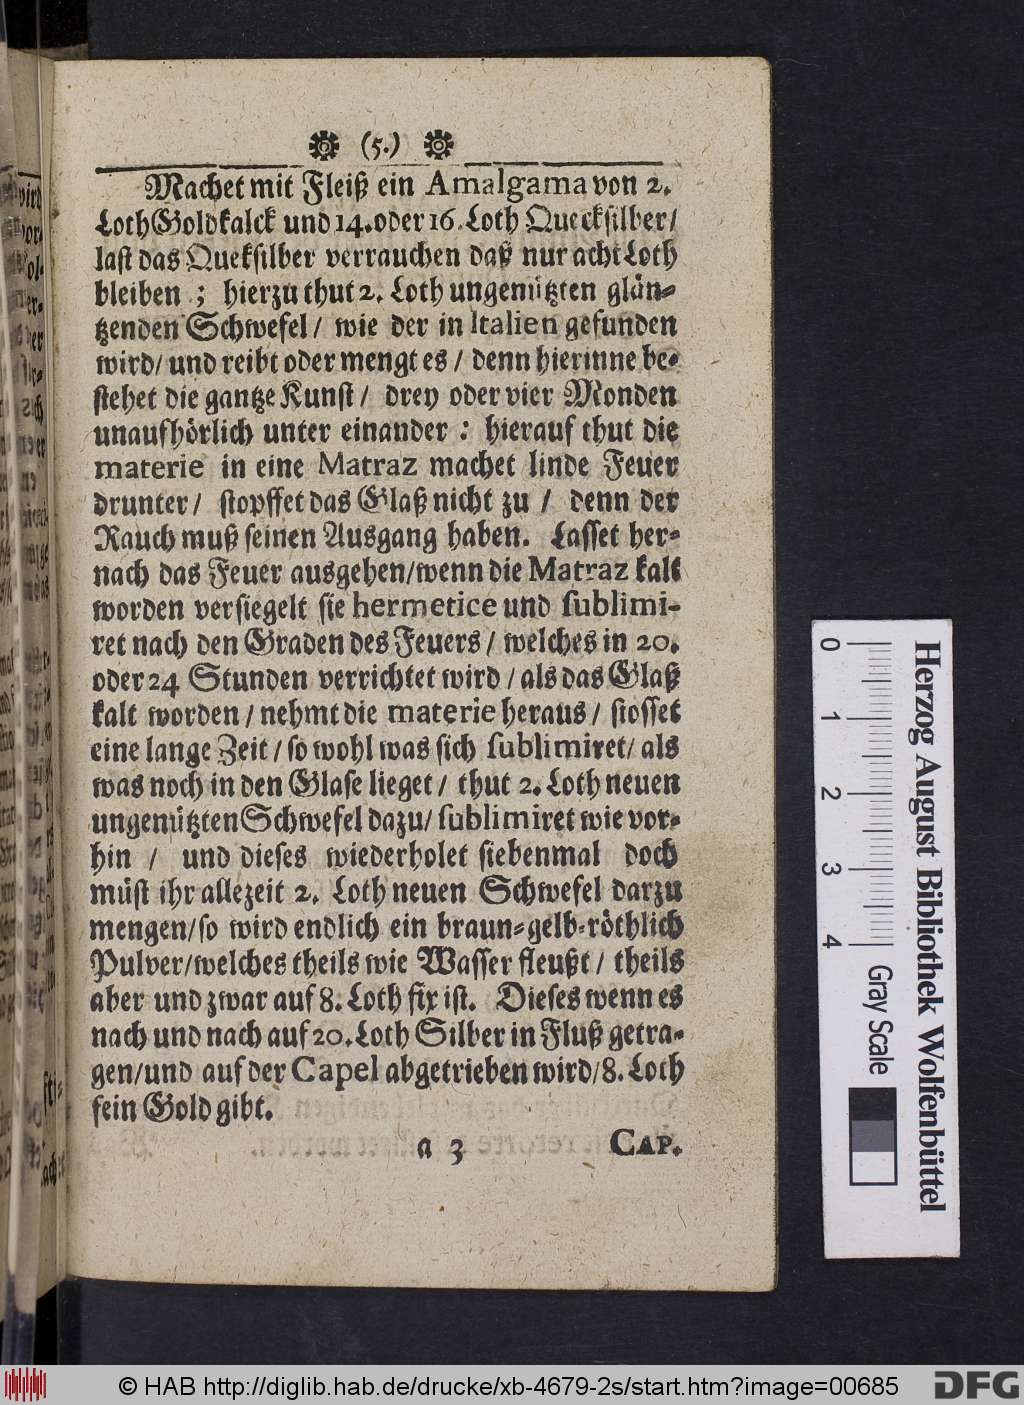 (5.)
Machet mit Fleiß ein Amalgama von 2.
Loth Goldkalck und 14. oder 16. Loth Quecksilber/
last das Queksilber verrauchen daß nur acht Loth
bleiben ; hierzu thut 2. Loth ungenützten glän-
tzenden Schwefel / wie der in Italien gefunden
wird/ und reibt oder mengt es / denn hierinne be-
stehet die gantze Kunst / drey oder vier Monden
unaufhörlich unter einander : hierauf thut die
materie in eine Matraz machet linde Feuer
drunter / stopffet das Glaß nicht zu / denn der
Rauch muß seinen Ausgang haben. Lasset her-
nach das Feuer ausgehen/wenn die Matraz kalt
worden versiegelt sie hermetice und sublimi-
ret nach den Graden des Feuers / welches in 20.
oder 24 Stunden verrichtet wird / als das Glaß
kalt worden / nehmt die materie heraus / stosset
eine lange Zeit / so wohl was sich sublimiret/ als
was noch in den Glase lieget / thut 2. Loth neuen
ungenützten Schwefel dazu/ sublimiret wie vor-
hin / und dieses wiederholet siebenmal doch
müst ihr allezeit 2. Loth neuen Schwefel darzu
mengen/so wird endlich ein braun-gelb-röthlich
Pulver/welches theils wie Wasser fleußt / theils
aber und zwar auf 8. Loth fix ist. Dieses wenn es
nach und nach auf 20. Loth Silber in Fluß getra-
gen/und auf der Capel abgetrieben wird/8. Loth
fein Gold gibt.
a 3 CAP.
Herzog August Bibliothek Wolfenbüttel
0 1 2 3 4 Gray Scale
© HAB http://diglib.hab.de/drucke/xb-4679-2s/start.htm?image=00685
DFG